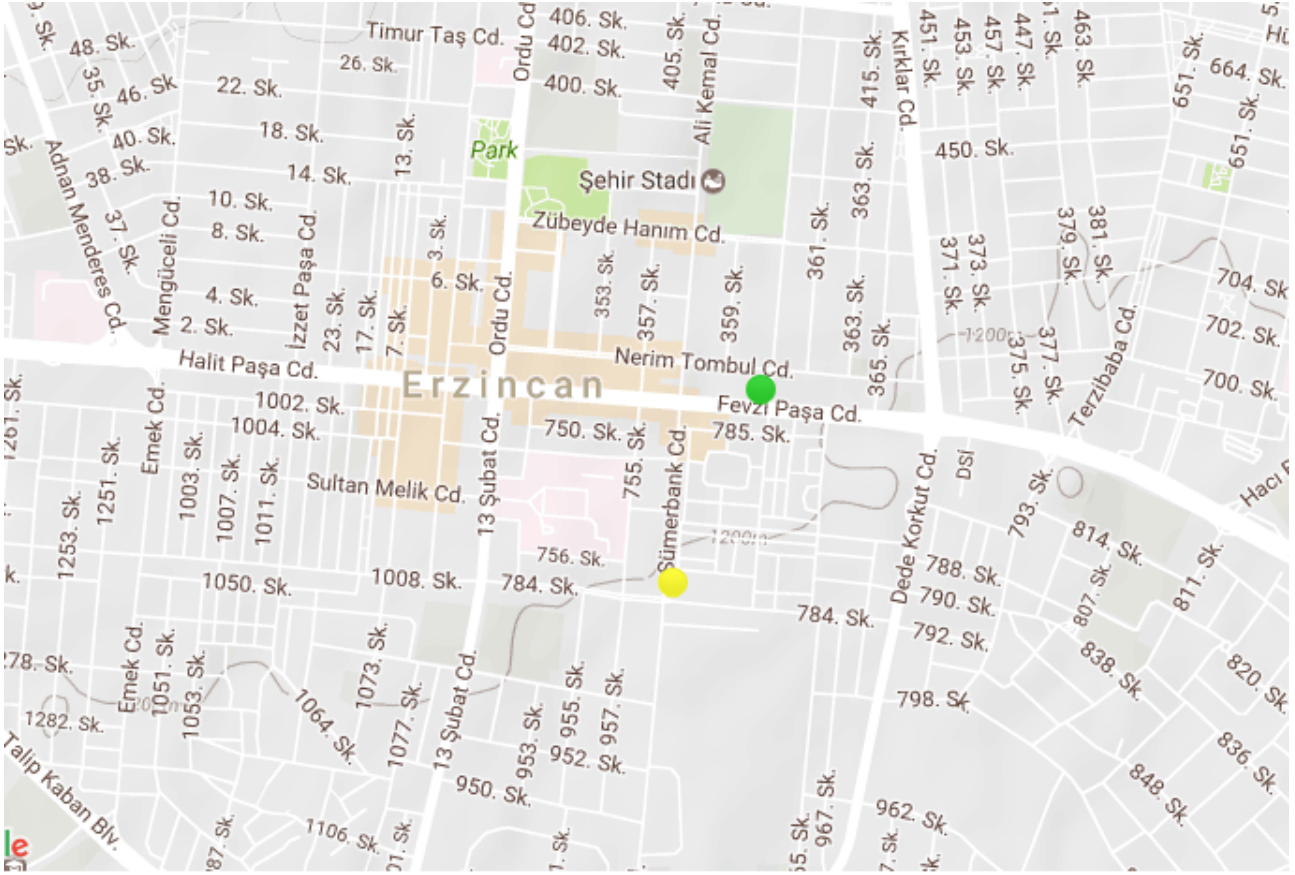 Timur Taş Cd.
26. Sk.
48. Sk.
35. Sk.
46. Sk
22. Sk.
18. Sk.
40. Sk.
38. Sk.
37. Sk.
14. Sk.
13. Sk.
10. Sk.
8. Sk.
4. Sk.
2. Sk.
Adnan Menderes Cd.
Mengüceli Cd.
İzzet Paşa Cd.
23. Sk.
17. Sk.
7. Sk.
3. Sk.
6. Sk.
Ordu Cd.
Ordu Cd.
Park
406. Sk.
402. Sk.
400. Sk.
405. Sk.
Ali Kemal Cd.
Şehir Stadı
Zübeyde Hanım Cd.
353. Sk.
357. Sk.
359. Sk.
361. Sk.
363. Sk.
363. Sk.
365. Sk.
415. Sk.
Kırklar Cd.
451. Sk.
453. Sk.
457. Sk.
447. Sk.
463. Sk.
450. Sk.
371. Sk.
373. Sk.
379. Sk.
381. Sk.
375. Sk.
377. Sk.
1200m
Terzibaba Cd.
651. Sk.
651. Sk.
664. Sk.
704. Sk.
702. Sk.
700. Sk.
Halit Paşa Cd.
Erzincan
Nerim Tombul Cd.
Fevzi Paşa Cd.
1002. Sk.
1004. Sk.
Sultan Melik Cd.
Emek Cd.
1251. Sk.
1253. Sk.
1261. Sk.
1003. Sk.
1007. Sk.
1011. Sk.
13 Şubat Cd.
750. Sk.
755. Sk.
785. Sk.
Sümerbank Cd.
1200m
756. Sk.
784. Sk.
784. Sk.
1008. Sk.
1050. Sk.
Dede Korkut Cd.
DSİ
793. Sk.
814. Sk.
811. Sk.
807. Sk.
788. Sk.
790. Sk.
792. Sk.
798. Sk.
838. Sk.
820. Sk.
836. Sk.
848. Sk.
962. Sk.
967. Sk.
Emek Cd.
1051. Sk.
1053. Sk.
1282. Sk.
1064. Sk.
1073. Sk.
1077. Sk.
13 Şubat Cd.
953. Sk.
955. Sk.
957. Sk.
952. Sk.
950. Sk.
1106. Sk.
Talip Kaban Blv.